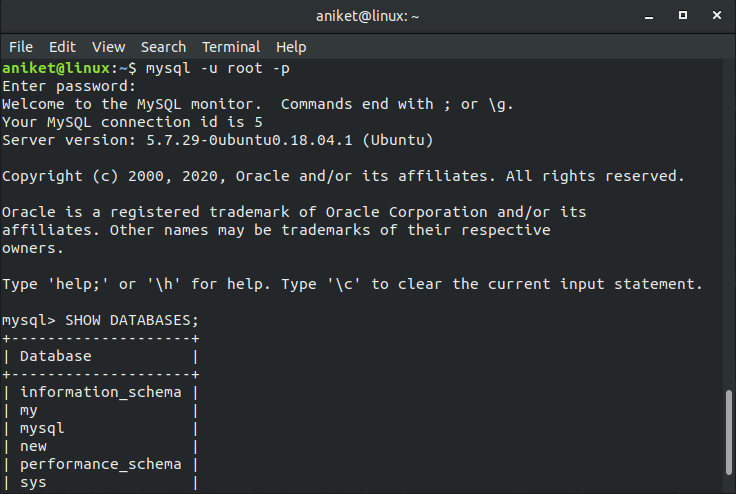 aniket@linux: ~
File Edit View Search Terminal Help
aniket@linux:~$ mysql -u root -p
Enter password:
Welcome to the MySQL monitor.  Commands end with ; or \g.
Your MySQL connection id is 5
Server version: 5.7.29-0ubuntu0.18.04.1 (Ubuntu)
Copyright (c) 2000, 2020, Oracle and/or its affiliates. All rights reserved.
Oracle is a registered trademark of Oracle Corporation and/or its
affiliates. Other names may be trademarks of their respective
owners.
Type 'help;' or '\h' for help. Type '\c' to clear the current input statement.
mysql> SHOW DATABASES;
+--------------------+
| Database           |
+--------------------+
| information_schema |
| my                 |
| mysql              |
| new                |
| performance_schema |
| sys                |